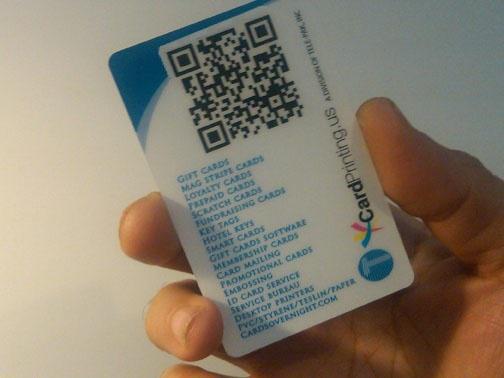 GIFT CARDS
MAG STRIPE CARDS
LOYALTY CARDS
PREPAID CARDS
SCRATCH CARDS
FUNDRAISING CARDS
KEY TAGS
HOTEL KEYS
SMART CARDS
GIFT CARDS SOFTWARE
MEMBERSHIP CARDS
CARD MAILING
PROMOTIONAL CARDS
EMBOSSING
ID CARD SERVICE
SERVICE BUREAU
DESKTOP PRINTERS
PVC/STYRENE/TESLIN/PAPER
CARDSOVERNIGHT.COM
CardPrinting.US
A DIVISION OF TELE-PAK, INC
T